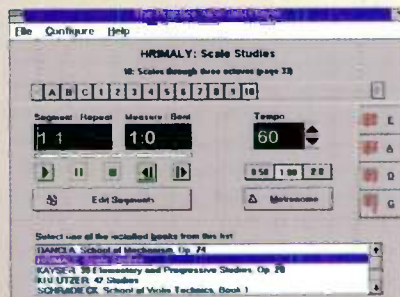 File Configure Help
HRIMALY: Scale Studies
10: Scales through three octaves (page 33)
A B C 1 2 3 4 5 6 7 8 9 10
Segment Repeat Measure Beat Tempo
1 1 1:0 60
E
A
0.50 1.00 2.0
D
Edit Segments Metronome
G
Select one of the installed books from this list
DANCLA: School of Mechanism, Op. 74
HRIMALY: Scale Studies
KAYSER: 36 Elementary and Progressive Studies, Op. 20
KREUTZER: 42 Studies
SCHRADIECK: School of Violin Technics, Book 1